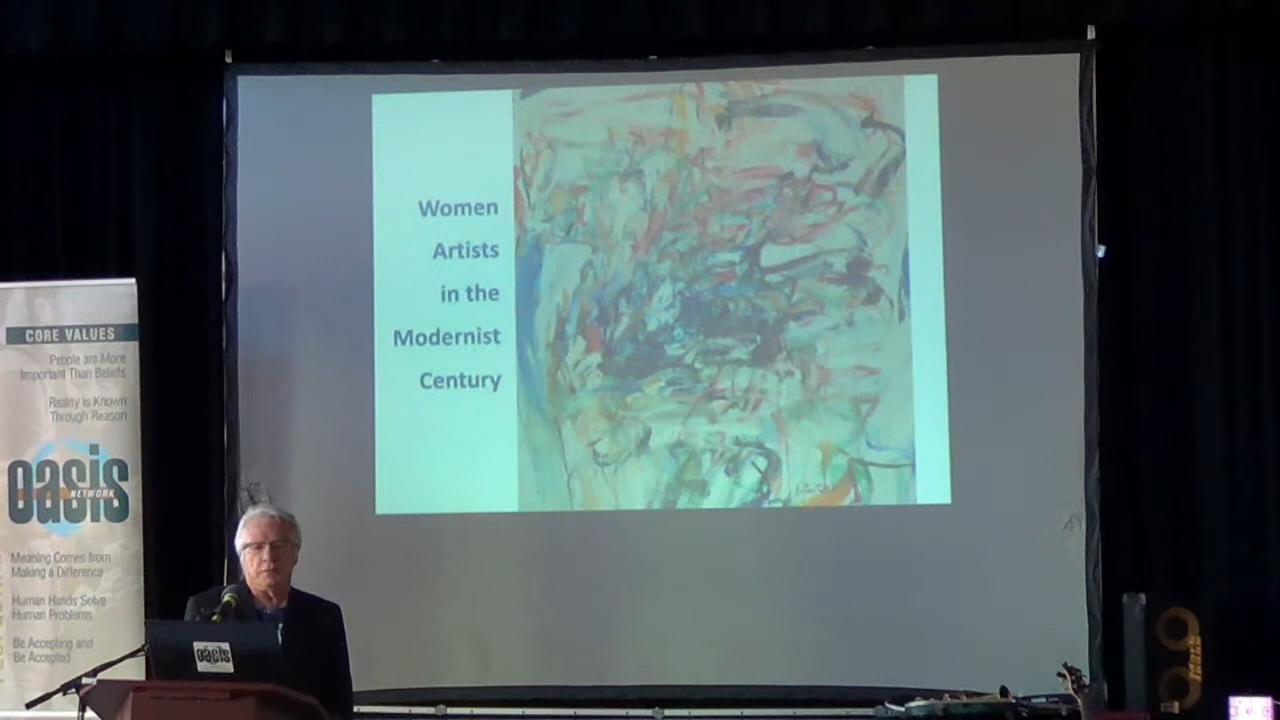 Women
Artists
in the
Modernist
Century
CORE VALUES
People are More
Important Than Beliefs
Reality is Known
Through Reason
oasis
NETWORK
Meaning Comes from
Making a Difference
Human Hands Solve
Human Problems
Be Accepting and
Be Accepted
oasis